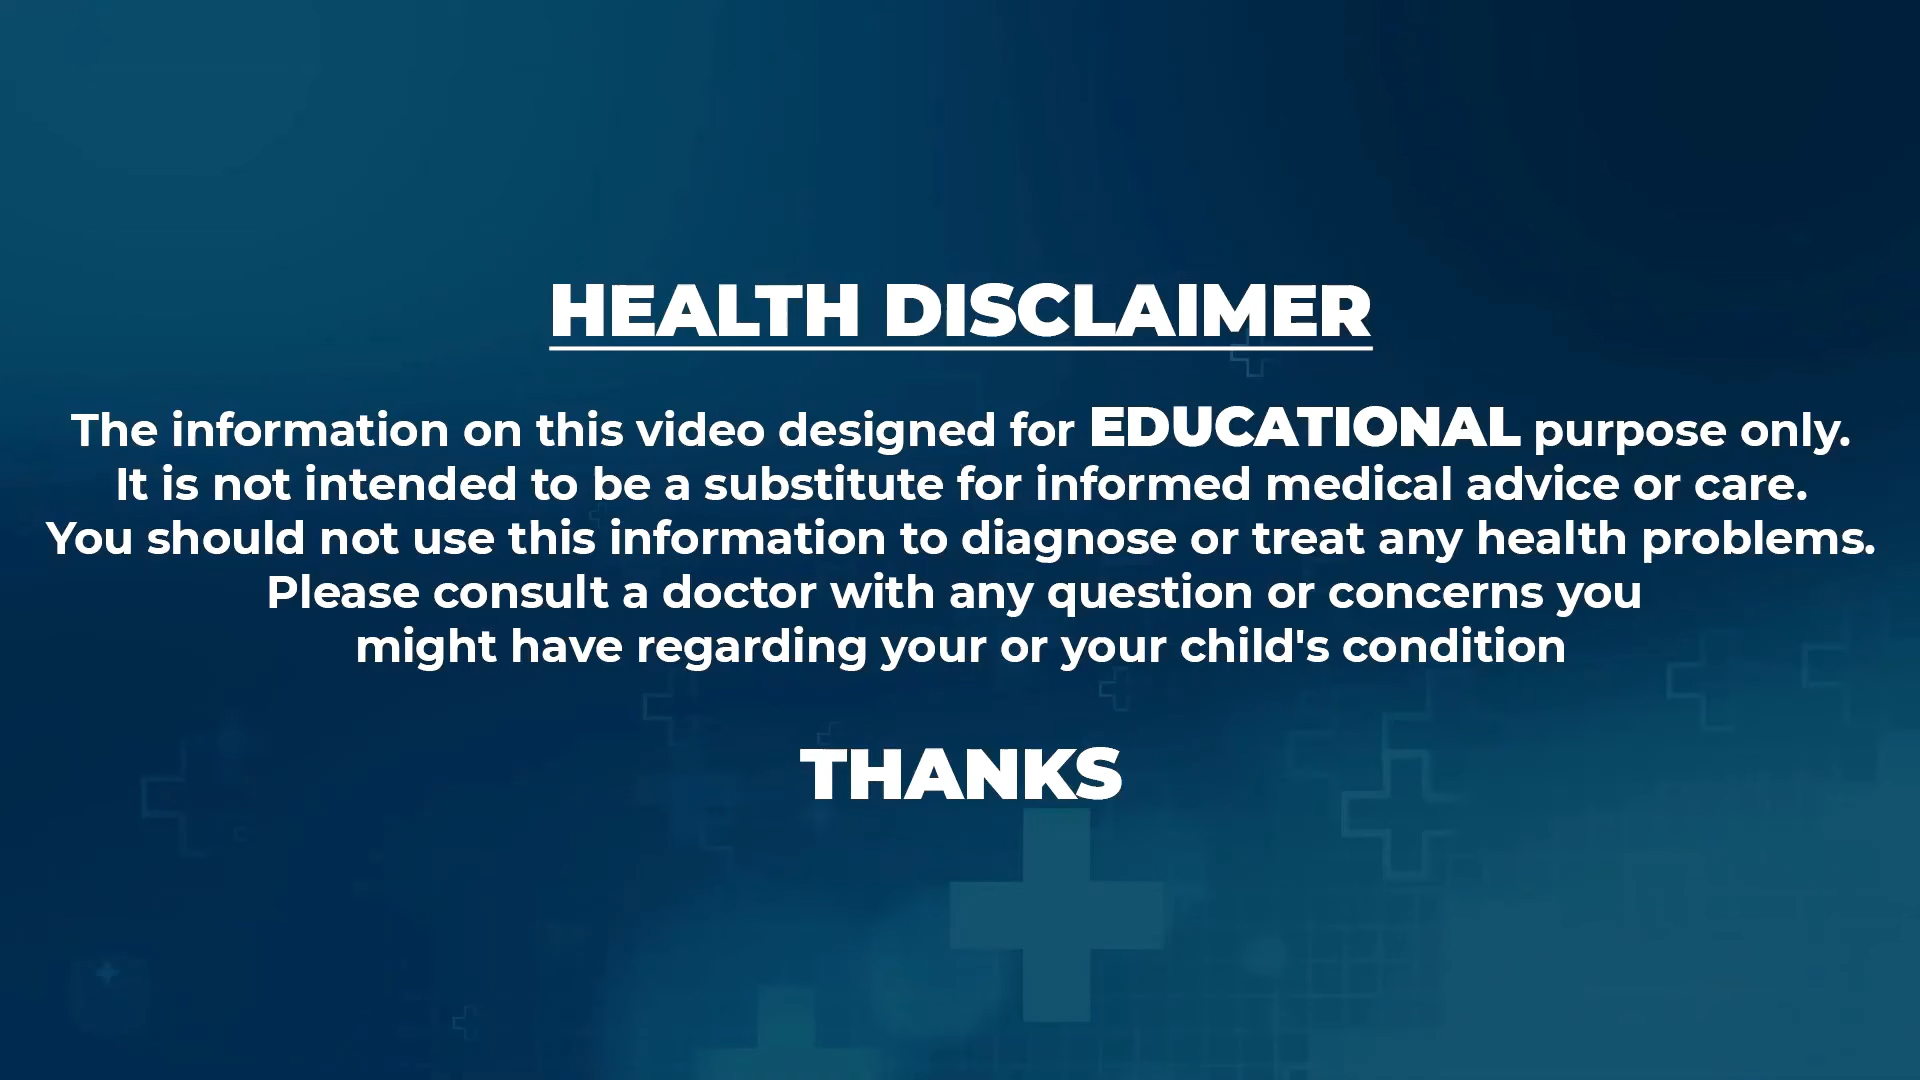 HEALTH DISCLAIMER
The information on this video designed for EDUCATIONAL purpose only.
It is not intended to be a substitute for informed medical advice or care.
You should not use this information to diagnose or treat any health problems.
Please consult a doctor with any question or concerns you
might have regarding your or your child's condition
THANKS